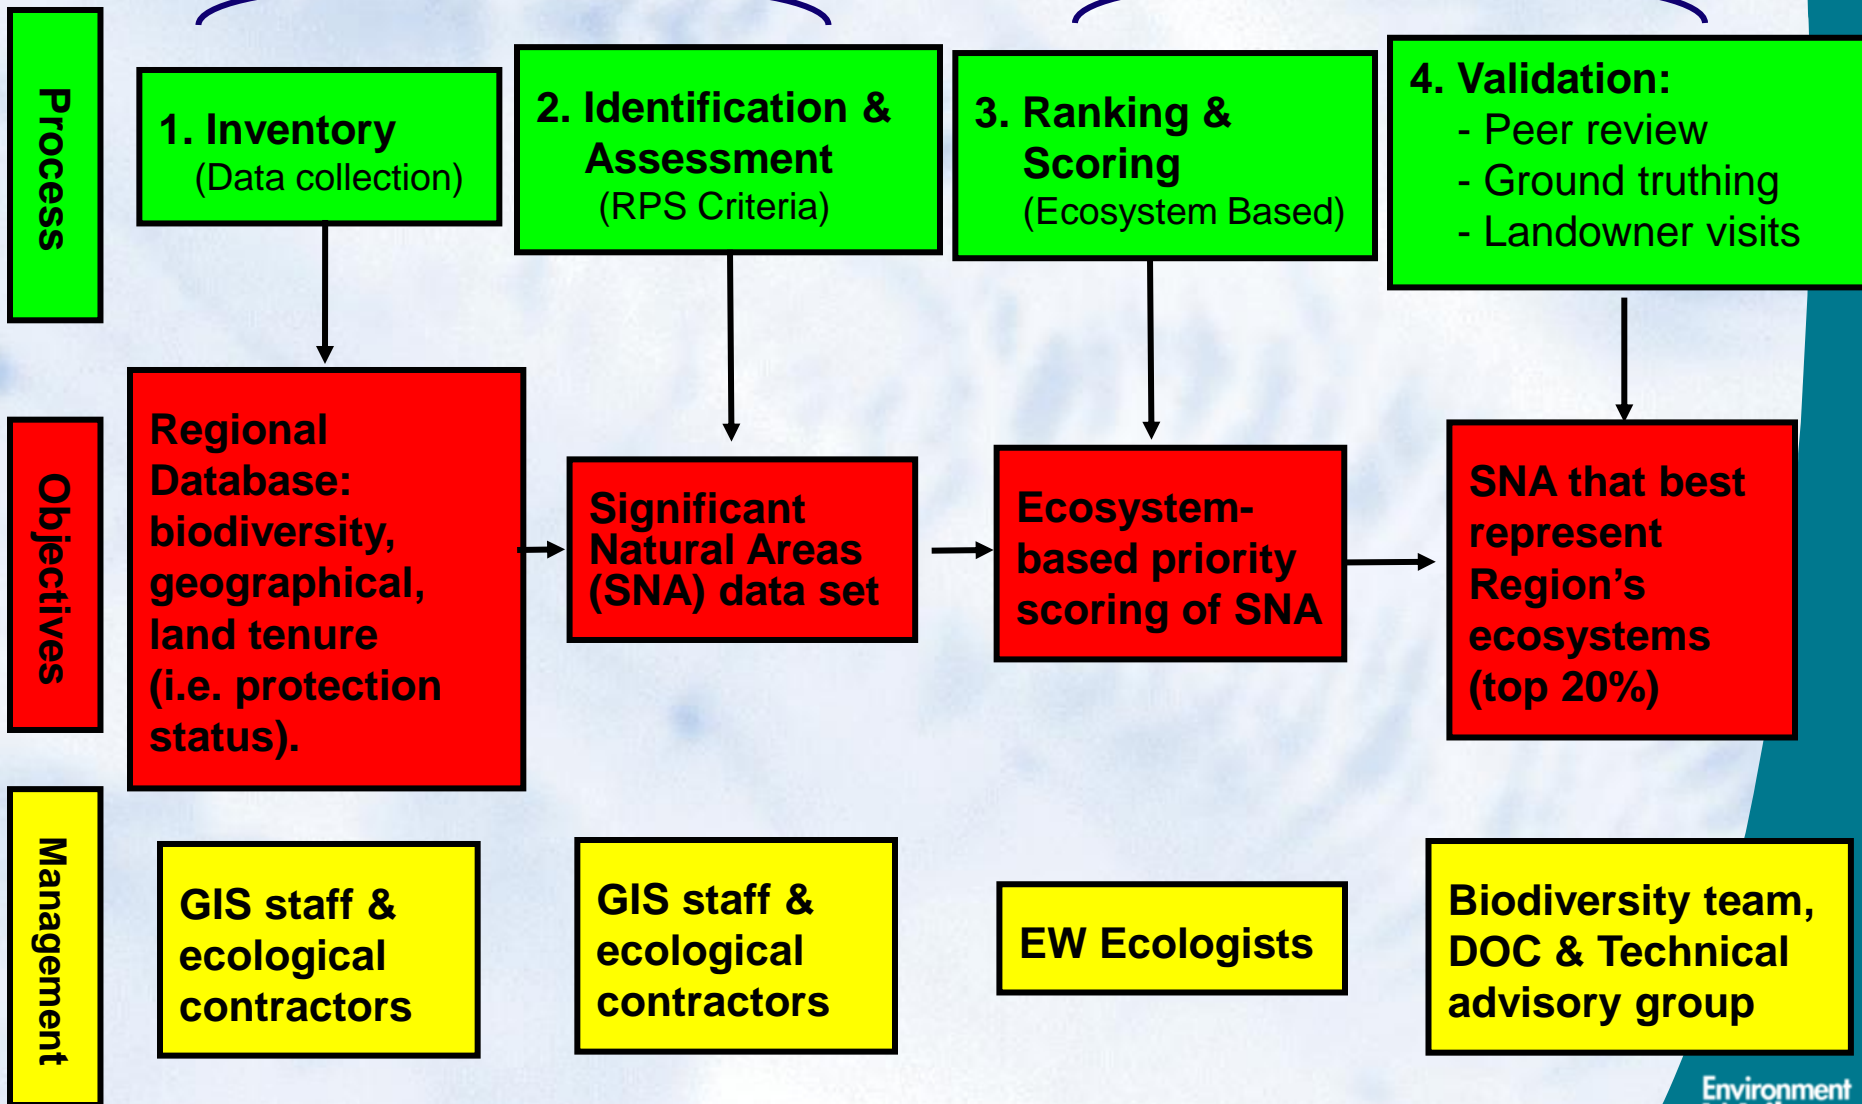 Process
1. Inventory
(Data collection)
2. Identification &
Assessment
(RPS Criteria)
3. Ranking &
Scoring
(Ecosystem Based)
4. Validation:
- Peer review
- Ground truthing
- Landowner visits
Objectives
Regional
Database:
biodiversity,
geographical,
land tenure
(i.e. protection
status).
Significant
Natural Areas
(SNA) data set
Ecosystem-
based priority
scoring of SNA
SNA that best
represent
Region’s
ecosystems
(top 20%)
Management
GIS staff &
ecological
contractors
GIS staff &
ecological
contractors
EW Ecologists
Biodiversity team,
DOC & Technical
advisory group
Environment